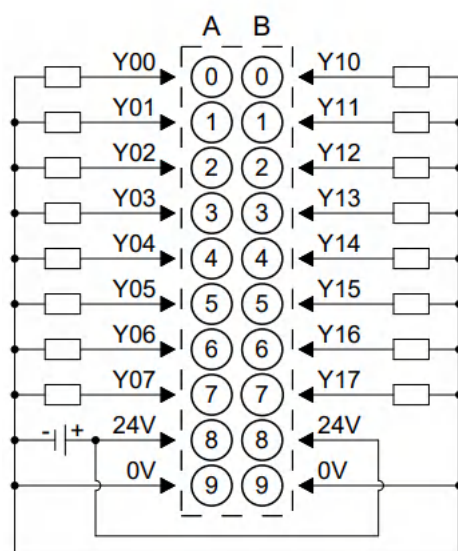 A B
Y00 0 0 Y10
Y01 1 1 Y11
Y02 2 2 Y12
Y03 3 3 Y13
Y04 4 4 Y14
Y05 5 5 Y15
Y06 6 6 Y16
Y07 7 7 Y17
- + 24V 8 8 24V
0V 9 9 0V